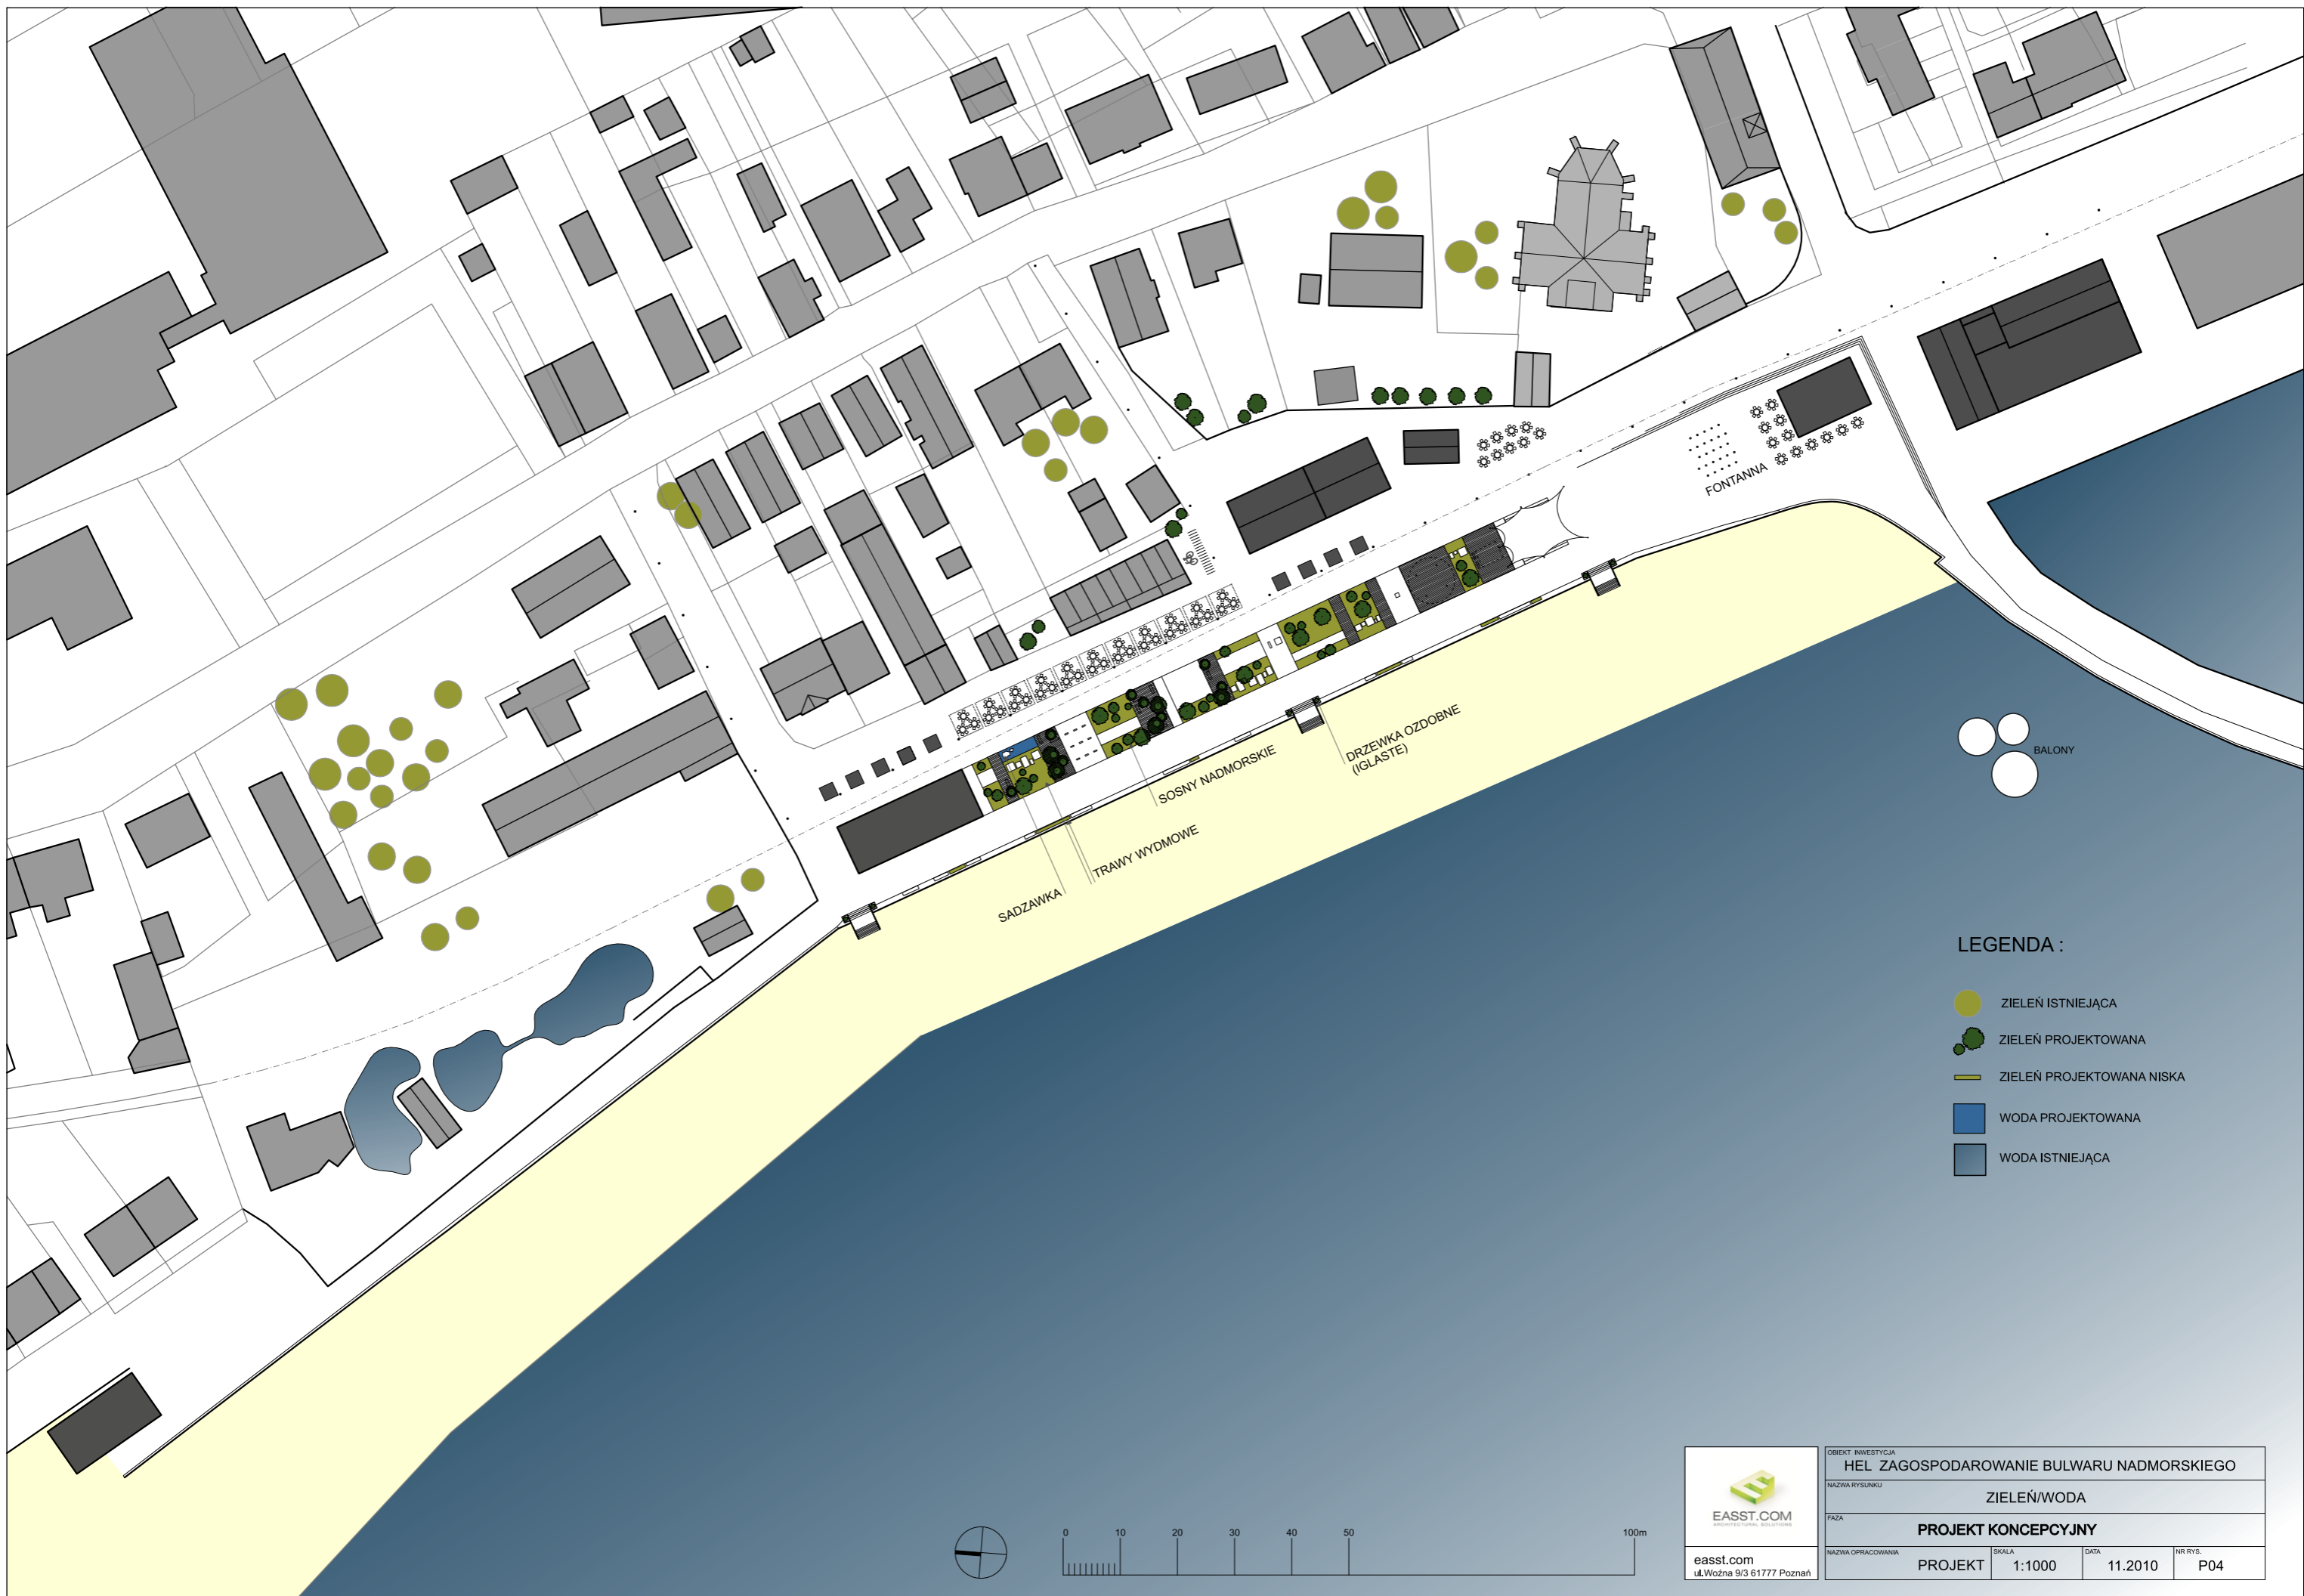 FONTANNA
BALONY
DRZEWKA OZDOBNE
(IGLASTE)
SOSNY NADMORSKIE
TRAWY WYDMOWE
SADZAWKA
LEGENDA :
ZIELEŃ ISTNIEJĄCA
ZIELEŃ PROJEKTOWANA
ZIELEŃ PROJEKTOWANA NISKA
WODA PROJEKTOWANA
WODA ISTNIEJĄCA
0 10 20 30 40 50 100m
EASST.COM
ARCHITECTURAL SOLUTIONS
easst.com
ul.Woźna 9/3 61777 Poznań
OBIEKT INWESTYCJA
HEL ZAGOSPODAROWANIE BULWARU NADMORSKIEGO
NAZWA RYSUNKU
ZIELEŃ/WODA
FAZA
PROJEKT KONCEPCYJNY
NAZWA OPRACOWANIA
PROJEKT
SKALA
1:1000
DATA
11.2010
NR RYS.
P04